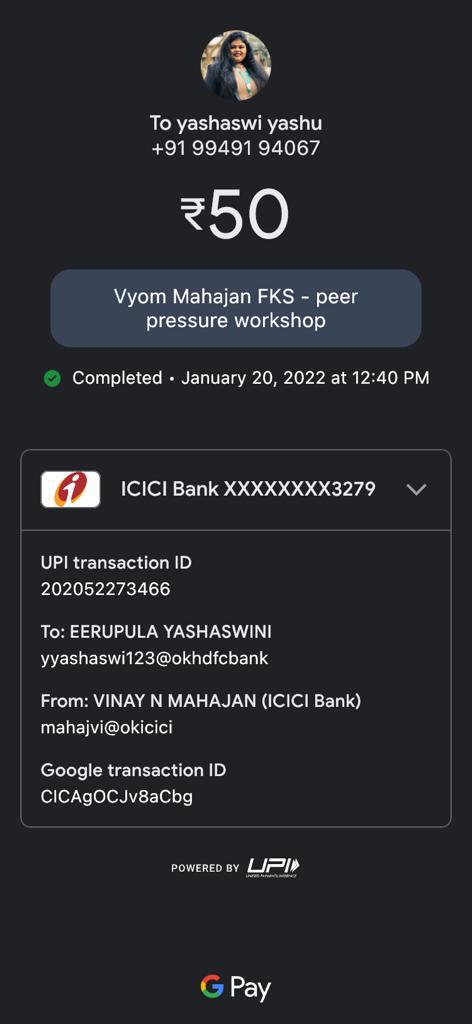 To yashaswi yashu
+91 99491 94067
₹50
Vyom Mahajan FKS - peer
pressure workshop
Completed • January 20, 2022 at 12:40 PM
ICICI Bank XXXXXXXX3279
UPI transaction ID
202052273466
To: EERUPULA YASHASWINI
yyashaswi123@okhdfcbank
From: VINAY N MAHAJAN (ICICI Bank)
mahajvi@okicici
Google transaction ID
CICAgOCJv8aCbg
POWERED BY UPI
UNIFIED PAYMENTS INTERFACE
G Pay